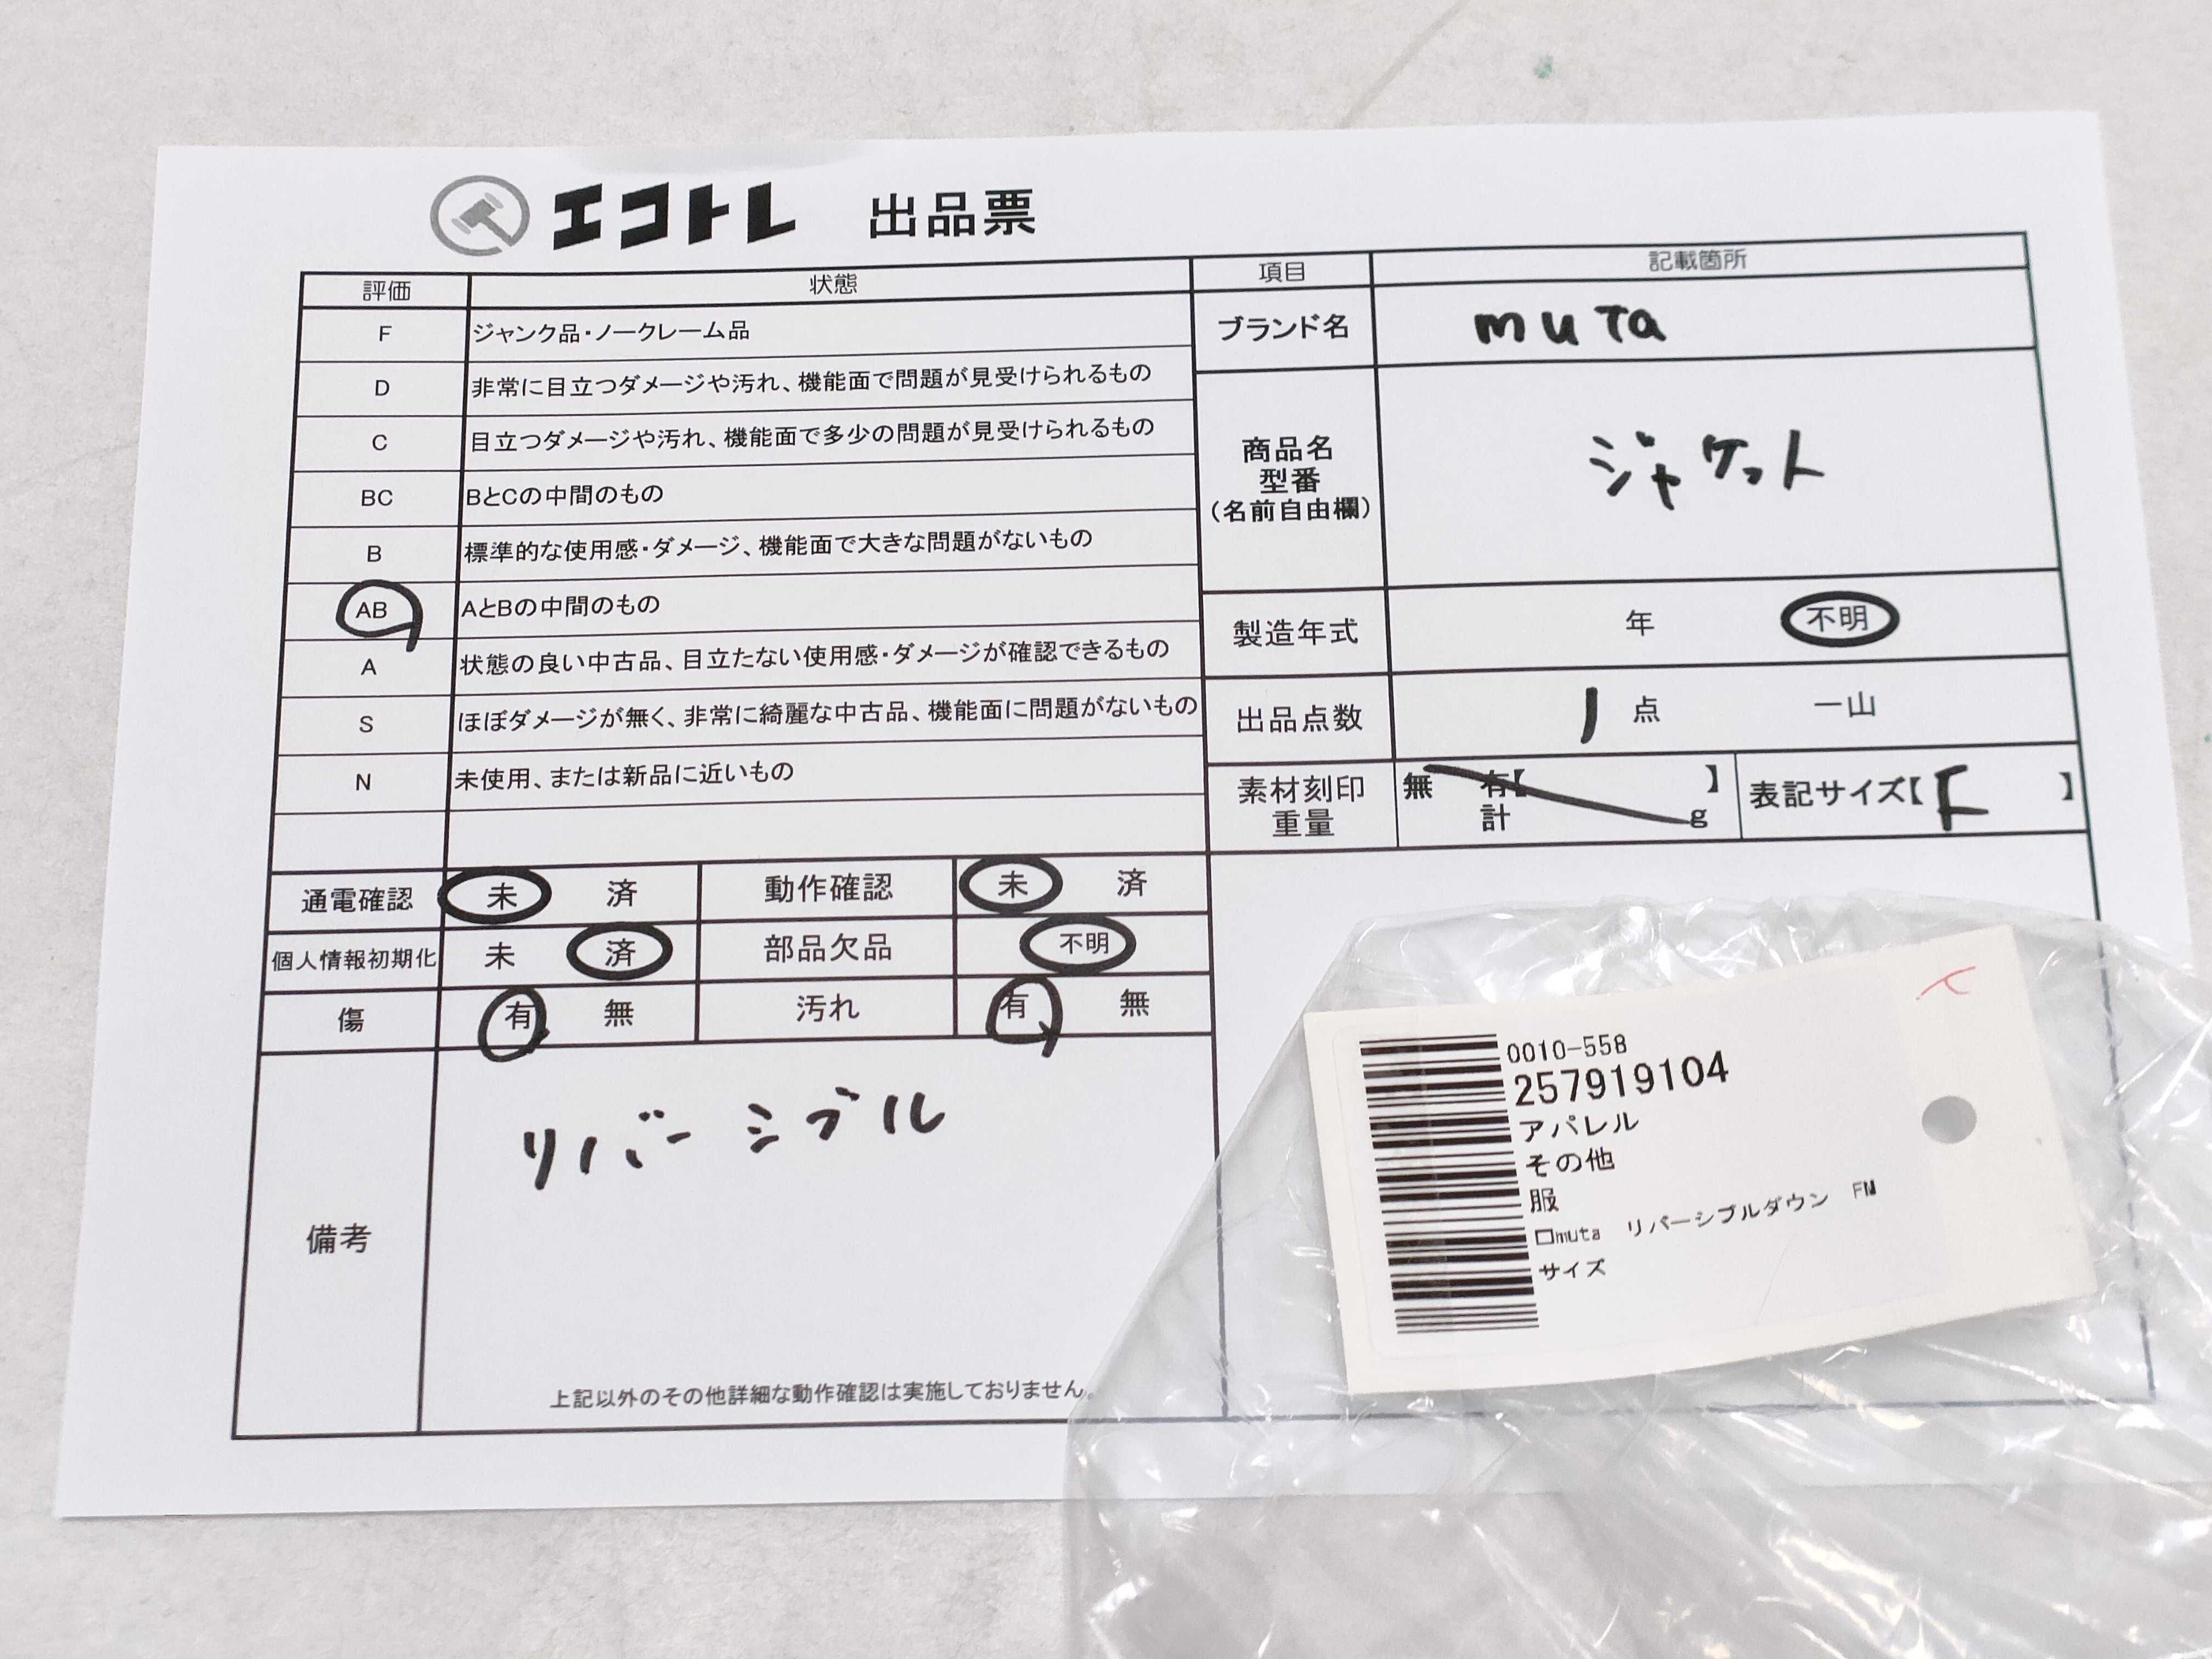 エコトレ 出品票
評価 状態
F ジャンク品・ノークレーム品
D 非常に目立つダメージや汚れ、機能面で問題が見受けられるもの
C 目立つダメージや汚れ、機能面で多少の問題が見受けられるもの
BC BとCの中間のもの
B 標準的な使用感・ダメージ、機能面で大きな問題がないもの
AB AとBの中間のもの
A 状態の良い中古品、目立たない使用感・ダメージが確認できるもの
S ほぼダメージが無く、非常に綺麗な中古品、機能面に問題がないもの
N 未使用、または新品に近いもの
通電確認 未 済 動作確認 未 済
個人情報初期化 未 済 部品欠品 不明
傷 有 無 汚れ 有 無
備考
リバーシブル
上記以外のその他詳細な動作確認は実施しておりません。
項目 記載箇所
ブランド名 muta
商品名
型番
(名前自由欄)
ジャケット
製造年式 年 不明
出品点数 1 点 一山
素材刻印 無 有【 】
重量 計 g
表記サイズ【F 】
0010-558
257919104
アパレル
その他
服
□muta リバーシブルダウン FM
サイズ